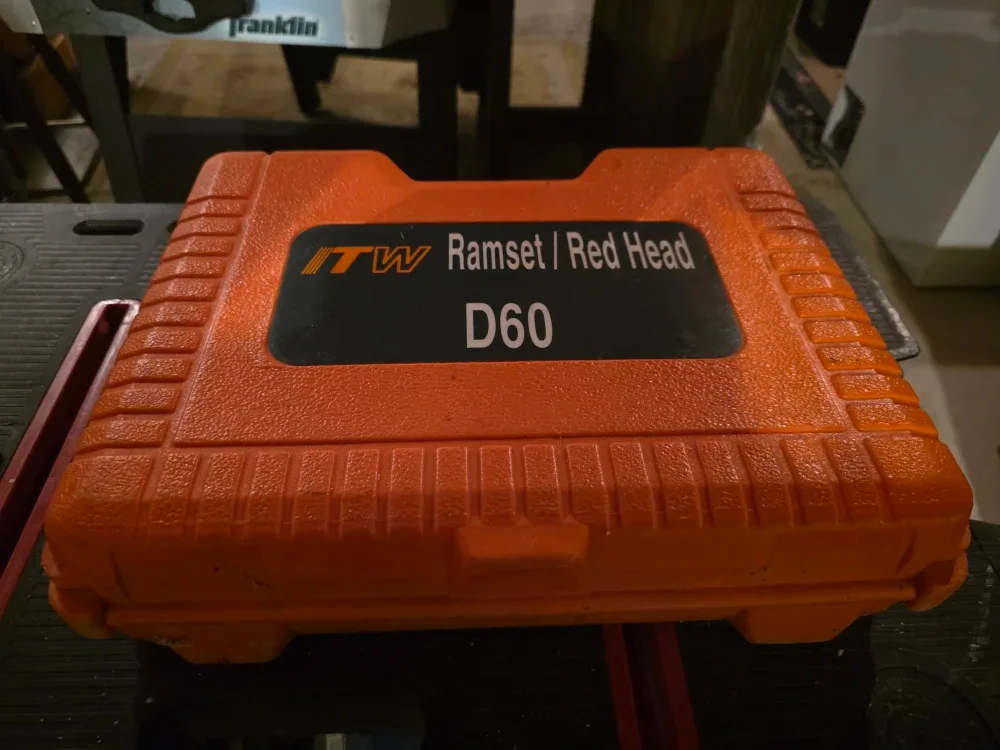 Franklin
ITW Ramset / Red Head
D60